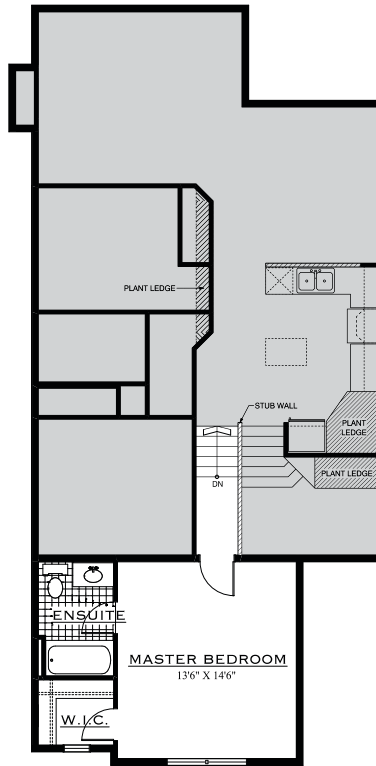 PLANT LEDGE
STUB WALL
PLANT
LEDGE
PLANT LEDGE
DN
ENSUITE
MASTER BEDROOM
13'6" X 14'6"
W.I.C.